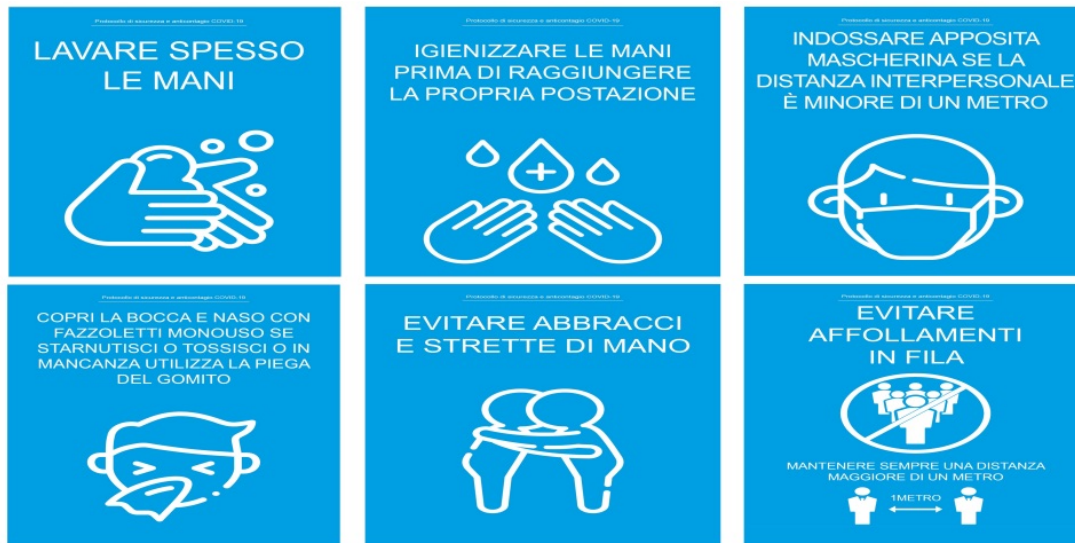 Protocollo di sicurezza e anticontagio COVID-19
LAVARE SPESSO
LE MANI
Protocollo di sicurezza e anticontagio COVID-19
IGIENIZZARE LE MANI
PRIMA DI RAGGIUNGERE
LA PROPRIA POSTAZIONE
Protocollo di sicurezza e anticontagio COVID-19
INDOSSARE APPOSITA
MASCHERINA SE LA
DISTANZA INTERPERSONALE
È MINORE DI UN METRO
Protocollo di sicurezza e anticontagio COVID-19
COPRI LA BOCCA E NASO CON
FAZZOLETTI MONOUSO SE
STARNUTISCI O TOSSISCI O IN
MANCANZA UTILIZZA LA PIEGA
DEL GOMITO
Protocollo di sicurezza e anticontagio COVID-19
EVITARE ABBRACCI
E STRETTE DI MANO
Protocollo di sicurezza e anticontagio COVID-19
EVITARE
AFFOLLAMENTI
IN FILA
MANTENERE SEMPRE UNA DISTANZA
MAGGIORE DI UN METRO
1METRO